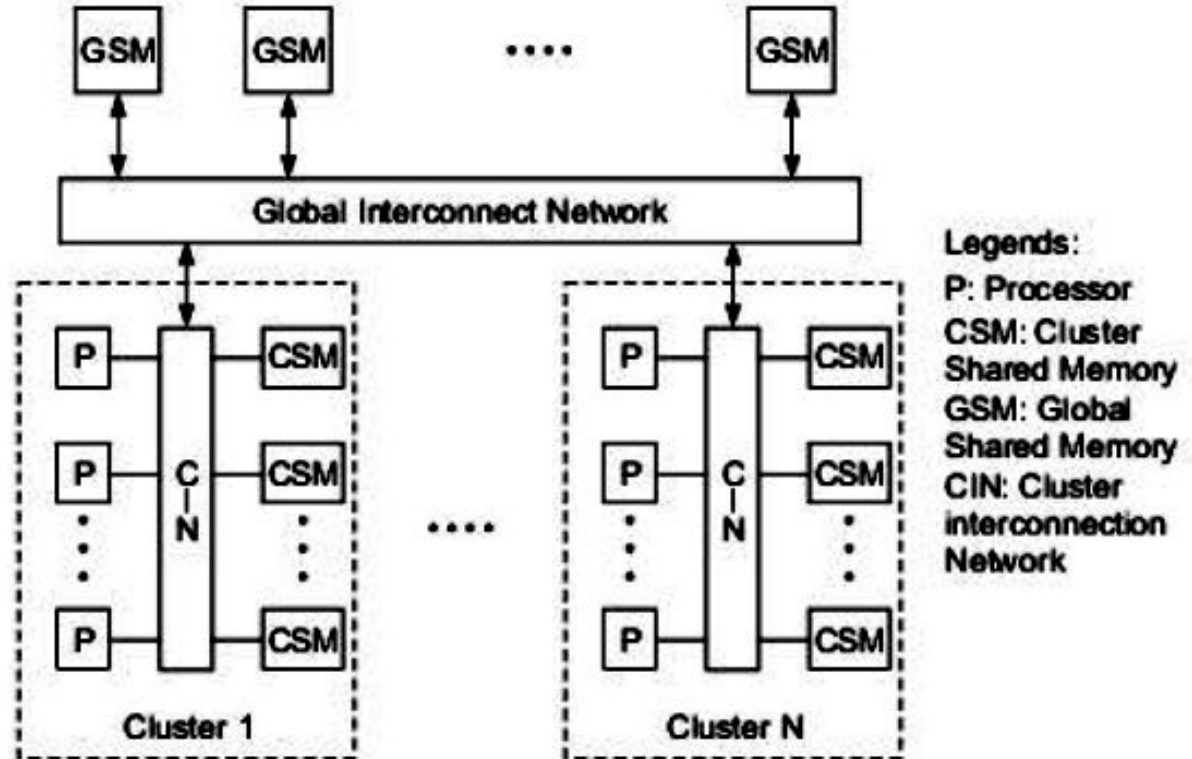 GSM GSM .... GSM
Global Interconnect Network
Legends:
P: Processor
CSM: Cluster
Shared Memory
GSM: Global
Shared Memory
CIN: Cluster
interconnection
Network
P CSM
P CSM
P CSM
C
I
N
Cluster 1
....
P CSM
P CSM
P CSM
C
I
N
Cluster N